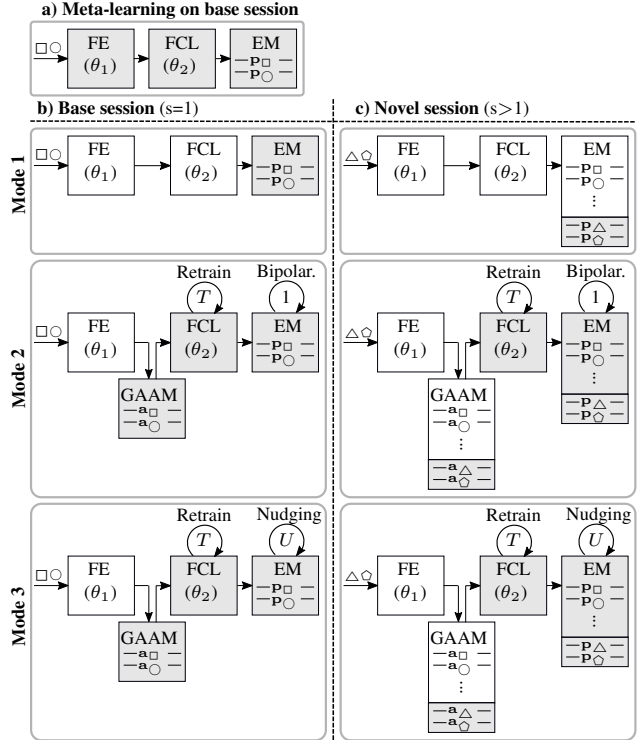 a) Meta-learning on base session
FE FCL EM
(θ₁) (θ₂) p□
p○
b) Base session (s=1) c) Novel session (s>1)
Mode 1
FE FCL EM
(θ₁) (θ₂) p□
p○
FE FCL EM
(θ₁) (θ₂) p□
p○
⋮
p△
p⬠
Mode 2
Retrain Bipolar.
T 1
FE FCL EM
(θ₁) (θ₂) p□
p○
GAAM
a□
a○
Retrain Bipolar.
T 1
FE FCL EM
(θ₁) (θ₂) p□
p○
⋮
p△
p⬠
GAAM
a□
a○
⋮
a△
a⬠
Mode 3
Retrain Nudging
T U
FE FCL EM
(θ₁) (θ₂) p□
p○
GAAM
a□
a○
Retrain Nudging
T U
FE FCL EM
(θ₁) (θ₂) p□
p○
⋮
p△
p⬠
GAAM
a□
a○
⋮
a△
a⬠